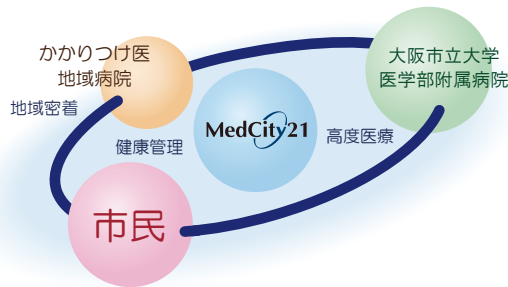 かかりつけ医
地域病院
大阪市立大学
医学部附属病院
地域密着
MedCity21
高度医療
健康管理
市民